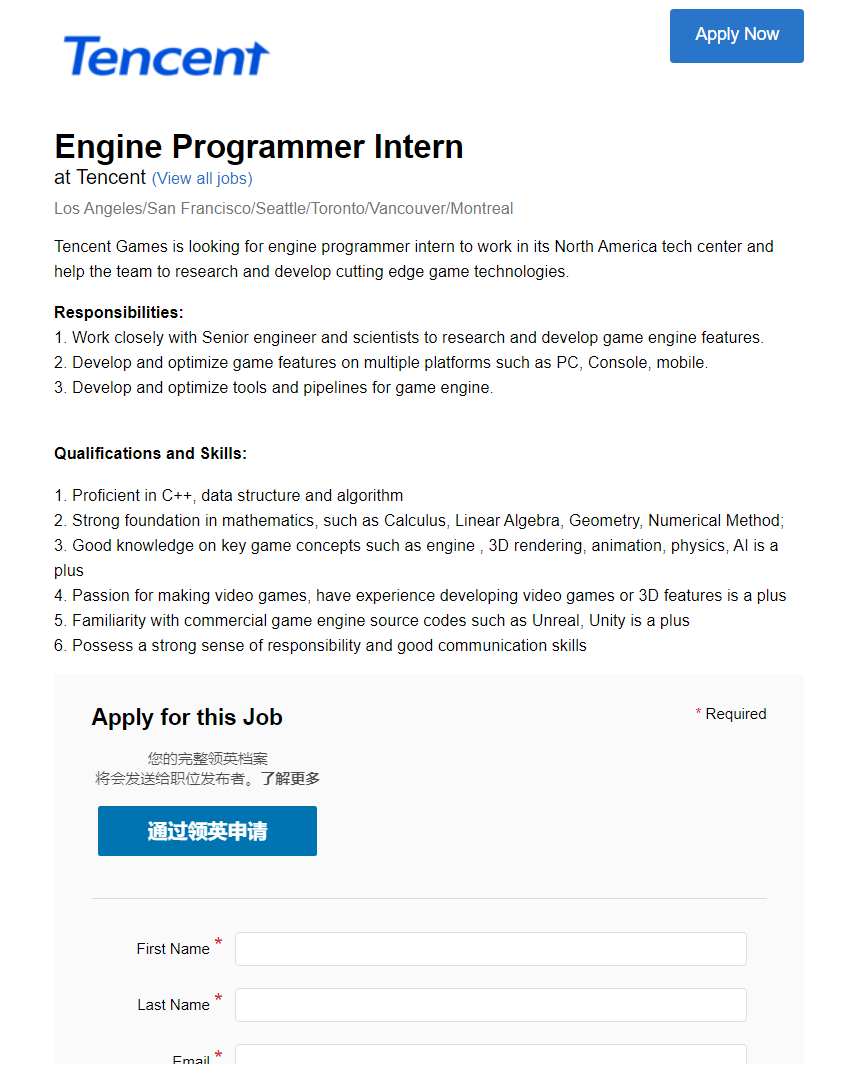 Tencent
Apply Now
Engine Programmer Intern
at Tencent (View all jobs)
Los Angeles/San Francisco/Seattle/Toronto/Vancouver/Montreal
Tencent Games is looking for engine programmer intern to work in its North America tech center and
help the team to research and develop cutting edge game technologies.
Responsibilities:
1. Work closely with Senior engineer and scientists to research and develop game engine features.
2. Develop and optimize game features on multiple platforms such as PC, Console, mobile.
3. Develop and optimize tools and pipelines for game engine.
Qualifications and Skills:
1. Proficient in C++, data structure and algorithm
2. Strong foundation in mathematics, such as Calculus, Linear Algebra, Geometry, Numerical Method;
3. Good knowledge on key game concepts such as engine , 3D rendering, animation, physics, AI is a
plus
4. Passion for making video games, have experience developing video games or 3D features is a plus
5. Familiarity with commercial game engine source codes such as Unreal, Unity is a plus
6. Possess a strong sense of responsibility and good communication skills
Apply for this Job
* Required
您的完整领英档案
将会发送给职位发布者。了解更多
通过领英申请
First Name *
Last Name *
Email *